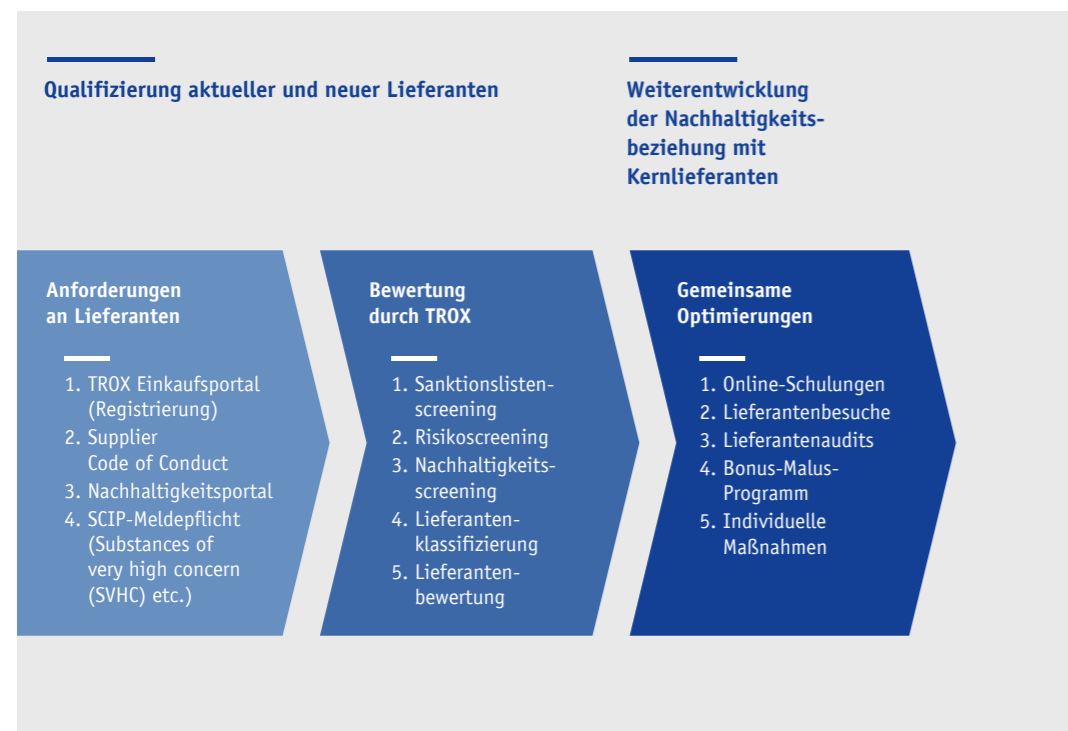 Qualifizierung aktueller und neuer Lieferanten
Weiterentwicklung
der Nachhaltigkeits-
beziehung mit
Kernlieferanten
Anforderungen
an Lieferanten
1. TROX Einkaufsportal
(Registrierung)
2. Supplier
Code of Conduct
3. Nachhaltigkeitsportal
4. SCIP-Meldepflicht
(Substances of
very high concern
(SVHC) etc.)
Bewertung
durch TROX
1. Sanktionslisten-
screening
2. Risikoscreening
3. Nachhaltigkeits-
screening
4. Lieferanten-
klassifizierung
5. Lieferanten-
bewertung
Gemeinsame
Optimierungen
1. Online-Schulungen
2. Lieferantenbesuche
3. Lieferantenaudits
4. Bonus-Malus-
Programm
5. Individuelle
Maßnahmen